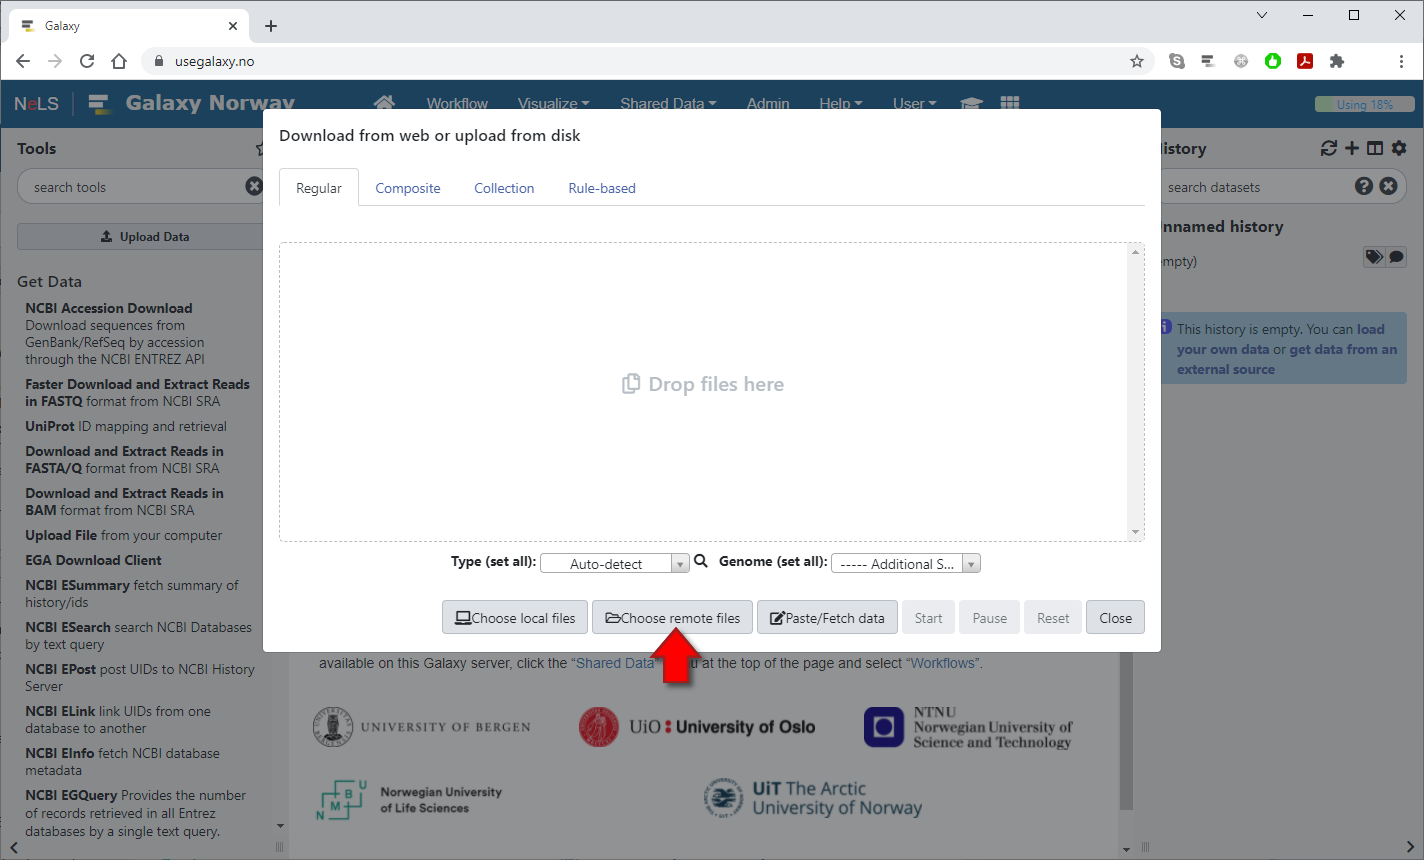 Galaxy
usegalaxy.no
NeLS
Galaxy Norway
Workflow
Visualize
Shared Data
Admin
Help
User
Using 18%
Tools
search tools
Upload Data
Get Data
NCBI Accession Download
Download sequences from
GenBank/RefSeq by accession
through the NCBI ENTREZ API
Faster Download and Extract Reads
in FASTQ format from NCBI SRA
UniProt ID mapping and retrieval
Download and Extract Reads in
FASTA/Q format from NCBI SRA
Download and Extract Reads in
BAM format from NCBI SRA
Upload File from your computer
EGA Download Client
NCBI ESummary fetch summary of
history/ids
NCBI ESearch search NCBI Databases
by text query
NCBI EPost post UIDs to NCBI History
Server
NCBI ELink link UIDs from one
database to another
NCBI EInfo fetch NCBI database
metadata
NCBI EGQuery Provides the number
of records retrieved in all Entrez
databases by a single text query.
Download from web or upload from disk
Regular
Composite
Collection
Rule-based
Drop files here
Type (set all):
Auto-detect
Genome (set all):
----- Additional S...
Choose local files
Choose remote files
Paste/Fetch data
Start
Pause
Reset
Close
available on this Galaxy server, click the “Shared Data” u at the top of the page and select “Workflows”.
UNIVERSITY OF BERGEN
UiO: University of Oslo
NTNU
Norwegian University of
Science and Technology
NMBU
Norwegian University
of Life Sciences
UiT The Arctic
University of Norway
istory
search datasets
nnamed history
mpty)
This history is empty. You can load
your own data or get data from an
external source